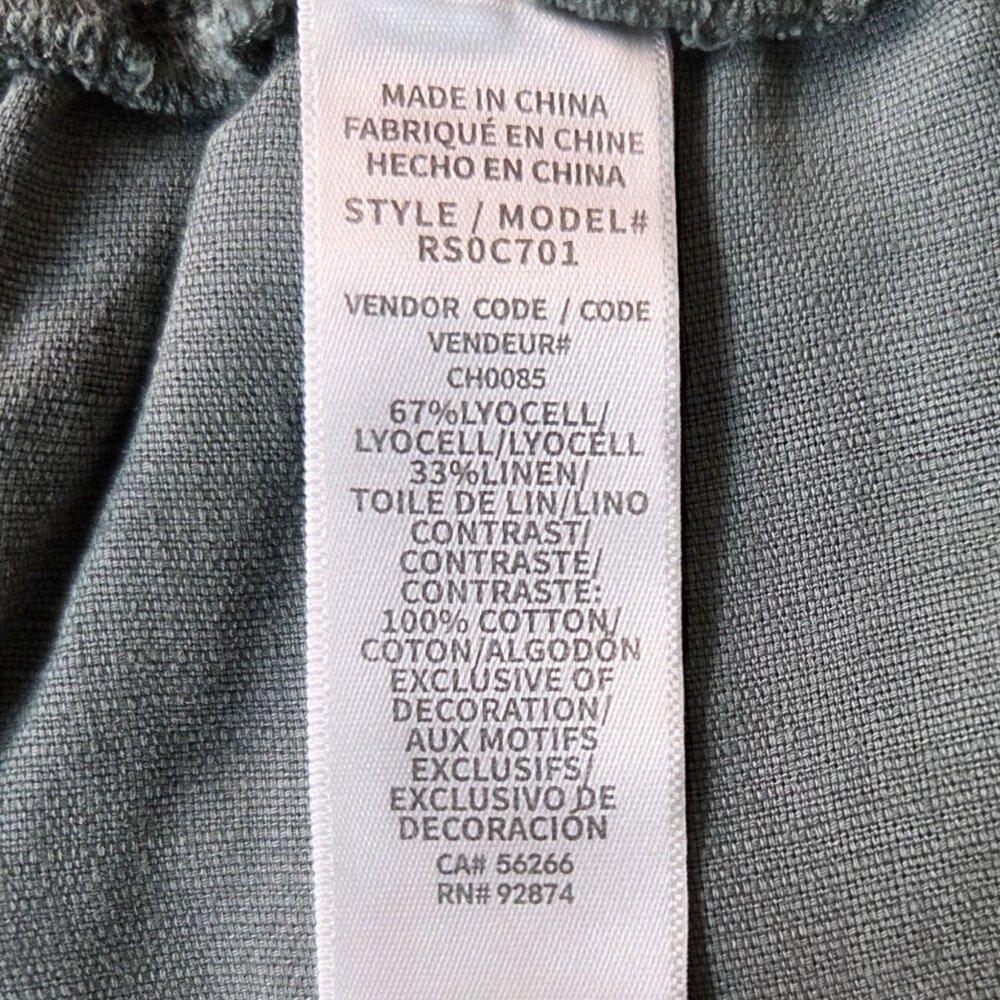 MADE IN CHINA
FABRIQUÉ EN CHINE
HECHO EN CHINA
STYLE / MODEL#
RS0C701
VENDOR CODE / CODE
VENDEUR#
CH0085
67%LYOCELL/
LYOCELL/LYOCELL
33%LINEN/
TOILE DE LIN/LINO
CONTRAST/
CONTRASTE/
CONTRASTE:
100% COTTON/
COTON/ALGODÓN
EXCLUSIVE OF
DECORATION/
AUX MOTIFS
EXCLUSIFS/
EXCLUSIVO DE
DECORACIÓN
CA# 56266
RN# 92874